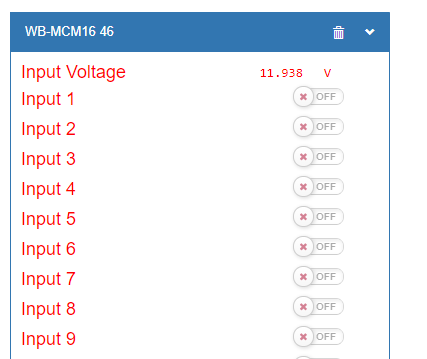 WB-MCM16 46
Input Voltage 11.938 V
Input 1 OFF
Input 2 OFF
Input 3 OFF
Input 4 OFF
Input 5 OFF
Input 6 OFF
Input 7 OFF
Input 8 OFF
Input 9 OFF